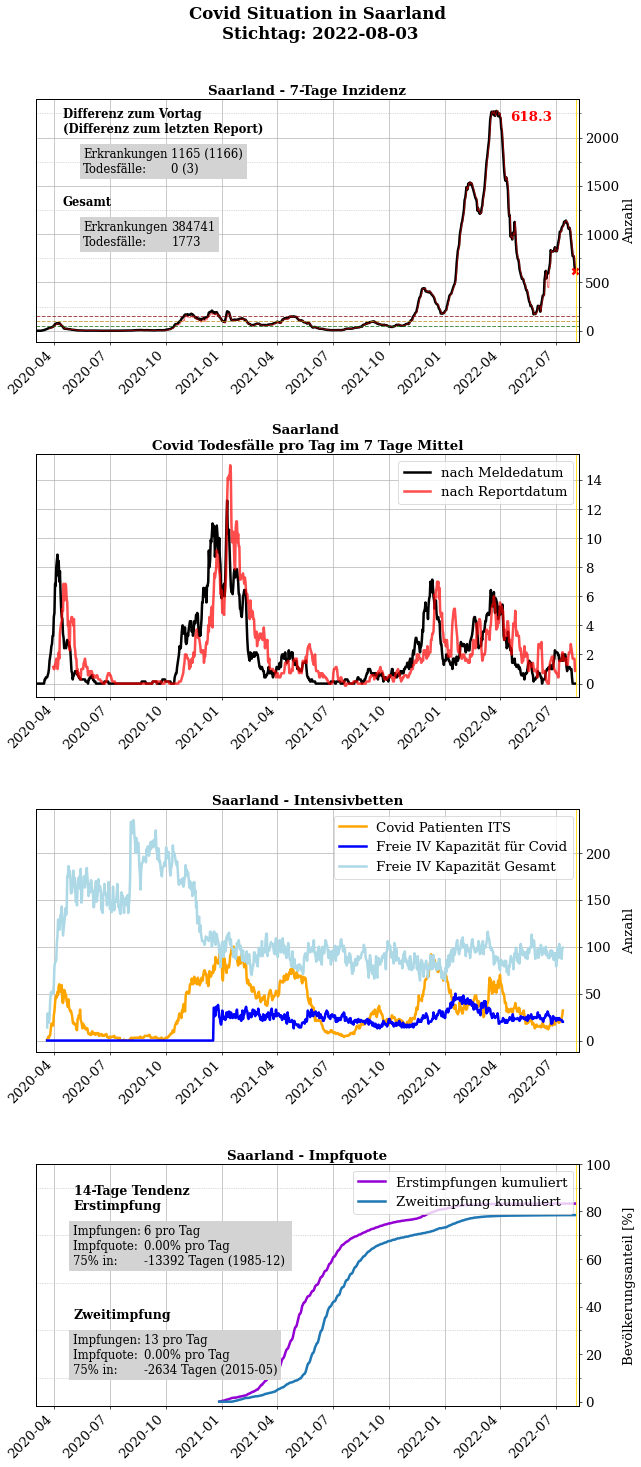 Covid Situation in Saarland
Stichtag: 2022-08-03
Saarland - 7-Tage Inzidenz
Differenz zum Vortag
(Differenz zum letzten Report)
Erkrankungen 1165 (1166)
Todesfälle: 0 (3)
Gesamt
Erkrankungen 384741
Todesfälle: 1773
618.3
2000
1500
1000
500
0
Anzahl
2020-04
2020-07
2020-10
2021-01
2021-04
2021-07
2021-10
2022-01
2022-04
2022-07
Saarland
Covid Todesfälle pro Tag im 7 Tage Mittel
nach Meldedatum
nach Reportdatum
14
12
10
8
6
4
2
0
2020-04
2020-07
2020-10
2021-01
2021-04
2021-07
2021-10
2022-01
2022-04
2022-07
Saarland - Intensivbetten
Covid Patienten ITS
Freie IV Kapazität für Covid
Freie IV Kapazität Gesamt
200
150
100
50
0
Anzahl
2020-04
2020-07
2020-10
2021-01
2021-04
2021-07
2021-10
2022-01
2022-04
2022-07
Saarland - Impfquote
14-Tage Tendenz
Erstimpfung
Impfungen: 6 pro Tag
Impfquote: 0.00% pro Tag
75% in: -13392 Tagen (1985-12)
Zweitimpfung
Impfungen: 13 pro Tag
Impfquote: 0.00% pro Tag
75% in: -2634 Tagen (2015-05)
Erstimpfungen kumuliert
Zweitimpfung kumuliert
100
80
60
40
20
0
Bevölkerungsanteil [%]
2020-04
2020-07
2020-10
2021-01
2021-04
2021-07
2021-10
2022-01
2022-04
2022-07